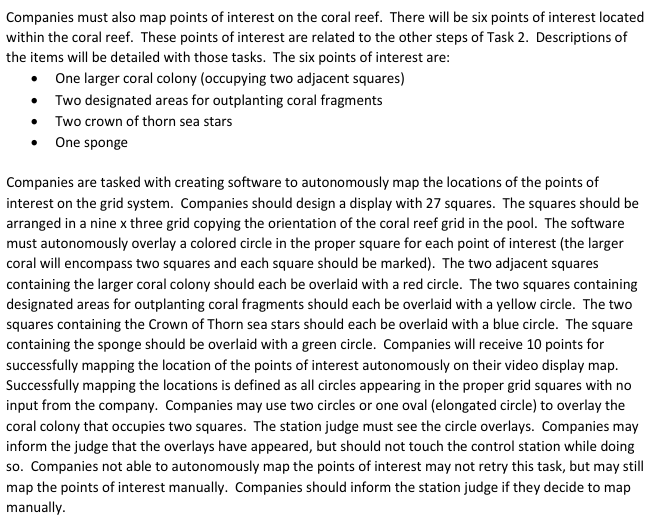 Companies must also map points of interest on the coral reef.  There will be six points of interest located
within the coral reef.  These points of interest are related to the other steps of Task 2.  Descriptions of
the items will be detailed with those tasks.  The six points of interest are:
• One larger coral colony (occupying two adjacent squares)
• Two designated areas for outplanting coral fragments
• Two crown of thorn sea stars
• One sponge
Companies are tasked with creating software to autonomously map the locations of the points of
interest on the grid system.  Companies should design a display with 27 squares.  The squares should be
arranged in a nine x three grid copying the orientation of the coral reef grid in the pool.  The software
must autonomously overlay a colored circle in the proper square for each point of interest (the larger
coral will encompass two squares and each square should be marked).  The two adjacent squares
containing the larger coral colony should each be overlaid with a red circle.  The two squares containing
designated areas for outplanting coral fragments should each be overlaid with a yellow circle.  The two
squares containing the Crown of Thorn sea stars should each be overlaid with a blue circle.  The square
containing the sponge should be overlaid with a green circle.  Companies will receive 10 points for
successfully mapping the location of the points of interest autonomously on their video display map.
Successfully mapping the locations is defined as all circles appearing in the proper grid squares with no
input from the company.  Companies may use two circles or one oval (elongated circle) to overlay the
coral colony that occupies two squares.  The station judge must see the circle overlays.  Companies may
inform the judge that the overlays have appeared, but should not touch the control station while doing
so.  Companies not able to autonomously map the points of interest may not retry this task, but may still
map the points of interest manually.  Companies should inform the station judge if they decide to map
manually.